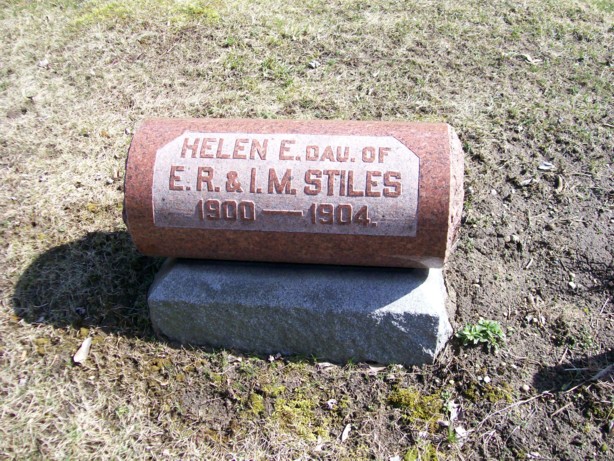 HELEN E. DAU. OF
E. R. & I. M. STILES
1900 — 1904.